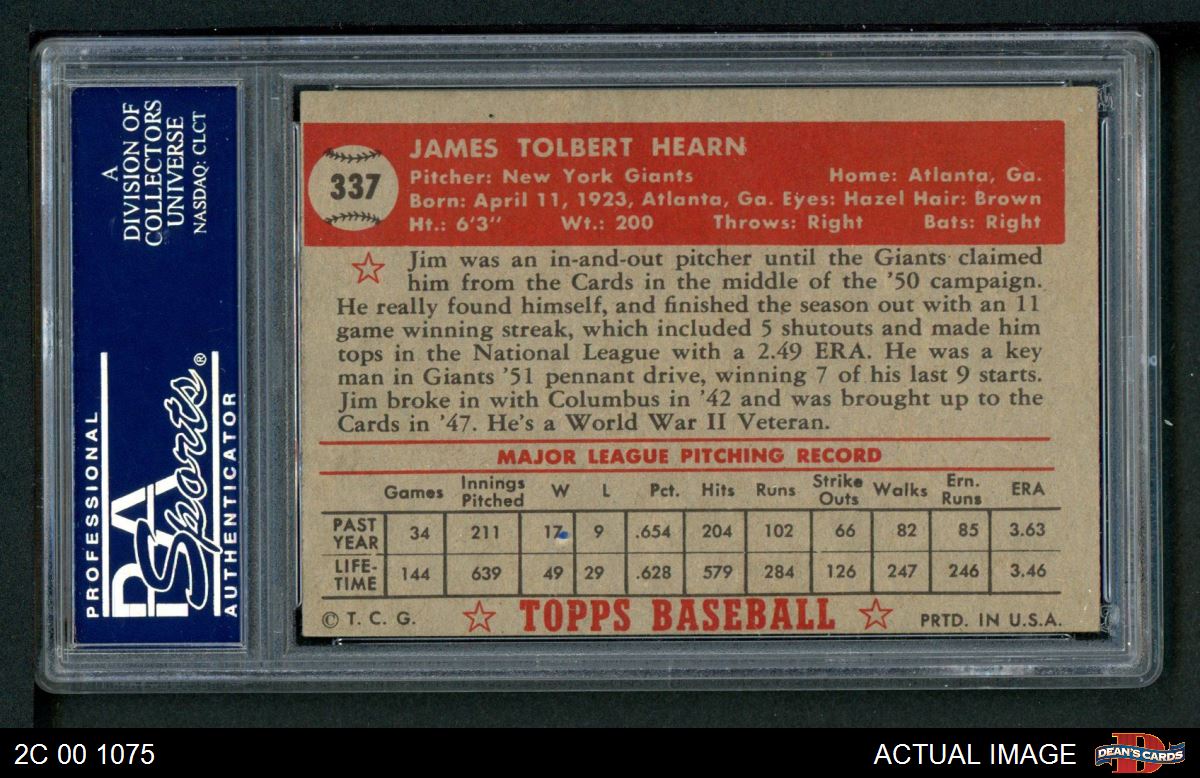 A
DIVISION OF
COLLECTORS
UNIVERSE
NASDAQ: CLCT
PROFESSIONAL
PSA
Sports®
AUTHENTICATOR
337
JAMES TOLBERT HEARN
Pitcher: New York Giants Home: Atlanta, Ga.
Born: April 11, 1923, Atlanta, Ga. Eyes: Hazel Hair: Brown
Ht.: 6'3" Wt.: 200 Throws: Right Bats: Right
Jim was an in-and-out pitcher until the Giants claimed
him from the Cards in the middle of the '50 campaign.
He really found himself, and finished the season out with an 11
game winning streak, which included 5 shutouts and made him
tops in the National League with a 2.49 ERA. He was a key
man in Giants '51 pennant drive, winning 7 of his last 9 starts.
Jim broke in with Columbus in '42 and was brought up to the
Cards in '47. He's a World War II Veteran.
MAJOR LEAGUE PITCHING RECORD
Games Innings Pitched W L Pct. Hits Runs Strike Outs Walks Ern. Runs ERA
PAST YEAR 34 211 17 9 .654 204 102 66 82 85 3.63
LIFE-TIME 144 639 49 29 .628 579 284 126 247 246 3.46
© T. C. G. TOPPS BASEBALL PRTD. IN U.S.A.
2C 00 1075 ACTUAL IMAGE DEAN'S CARDS